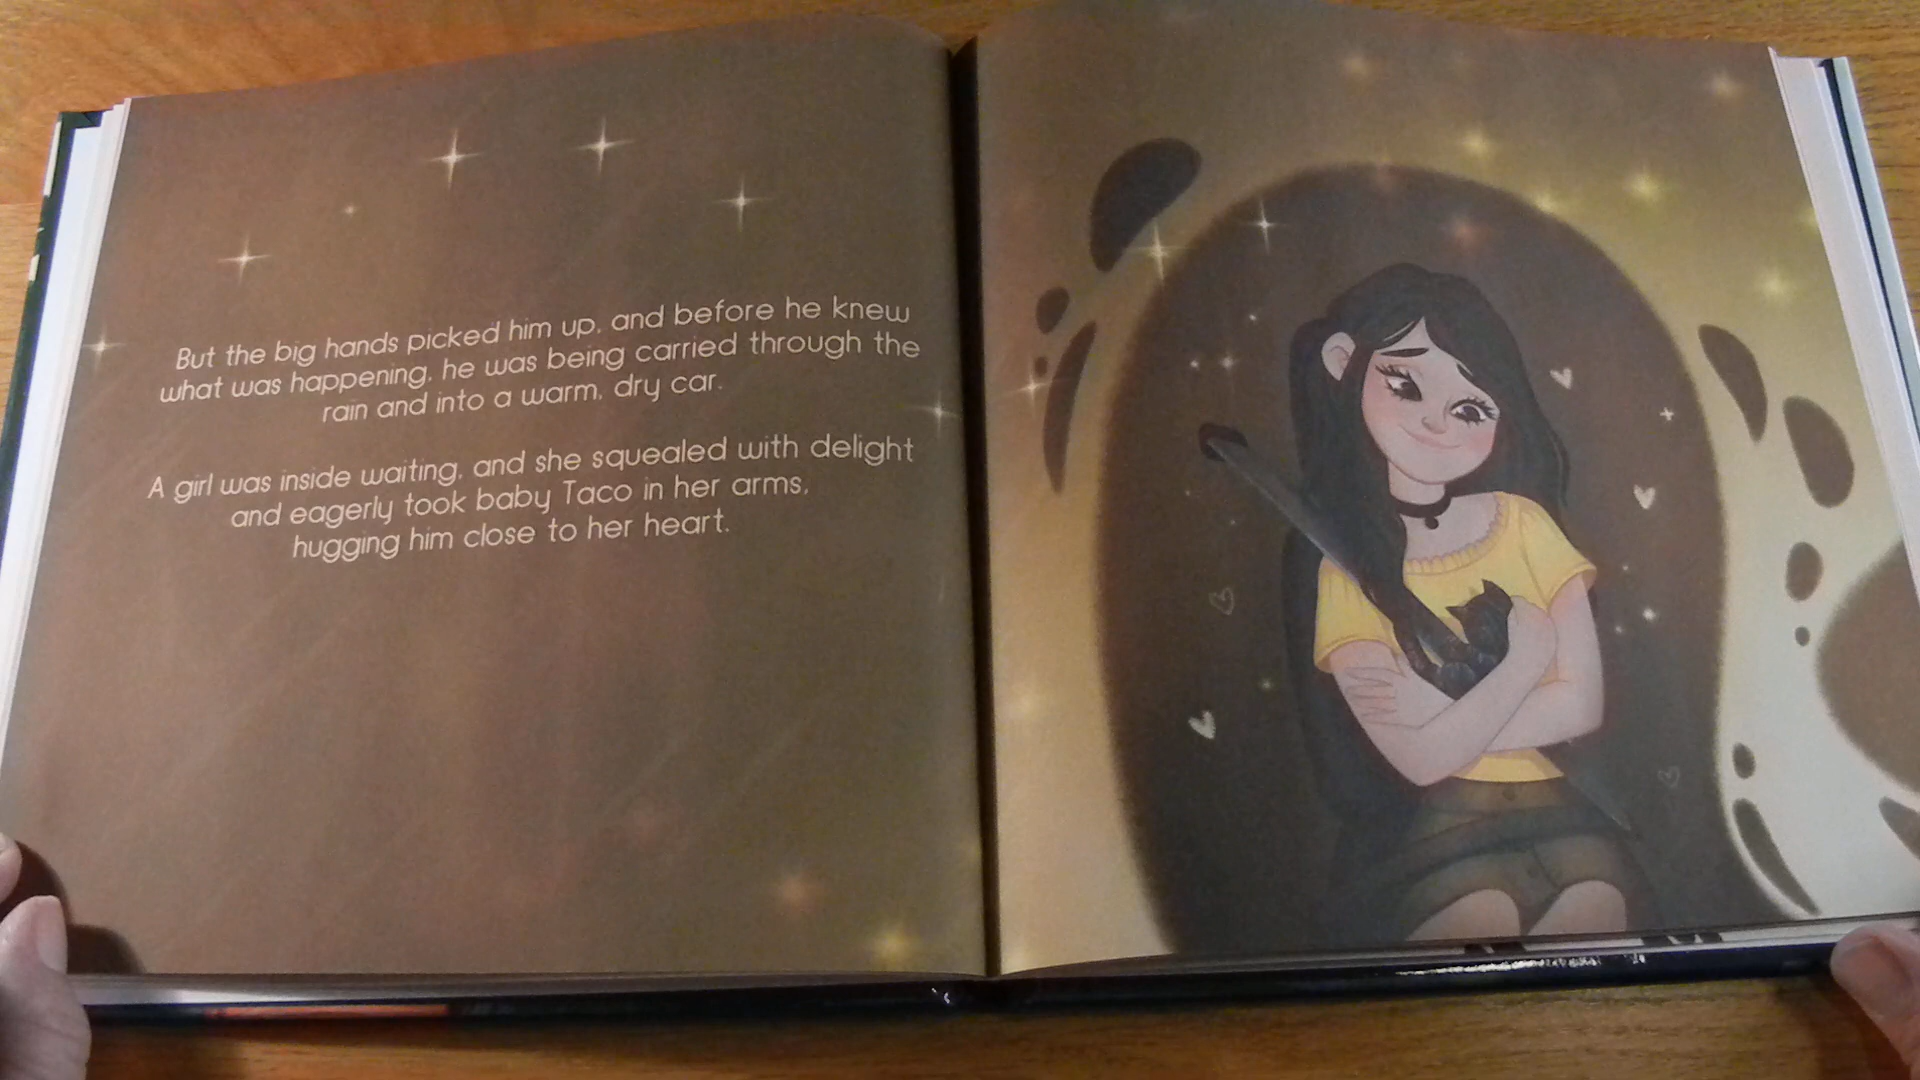 But the big hands picked him up, and before he knew
what was happening, he was being carried through the
rain and into a warm, dry car.
A girl was inside waiting, and she squealed with delight
and eagerly took baby Taco in her arms,
hugging him close to her heart.